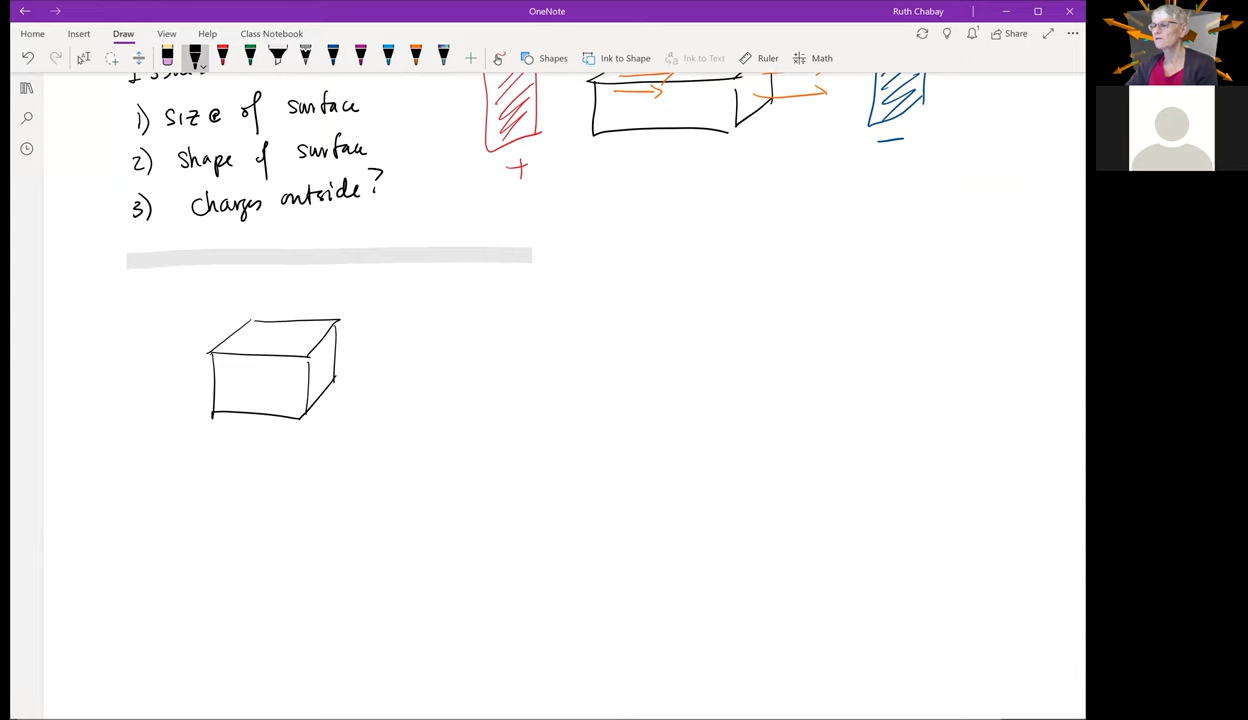 OneNote
Ruth Chabay
Home Insert Draw View Help Class Notebook
Share
Shapes Ink to Shape Ink to Text Ruler Math
1) Size of surface
2) Shape of surface
3) Charges outside?
+
−